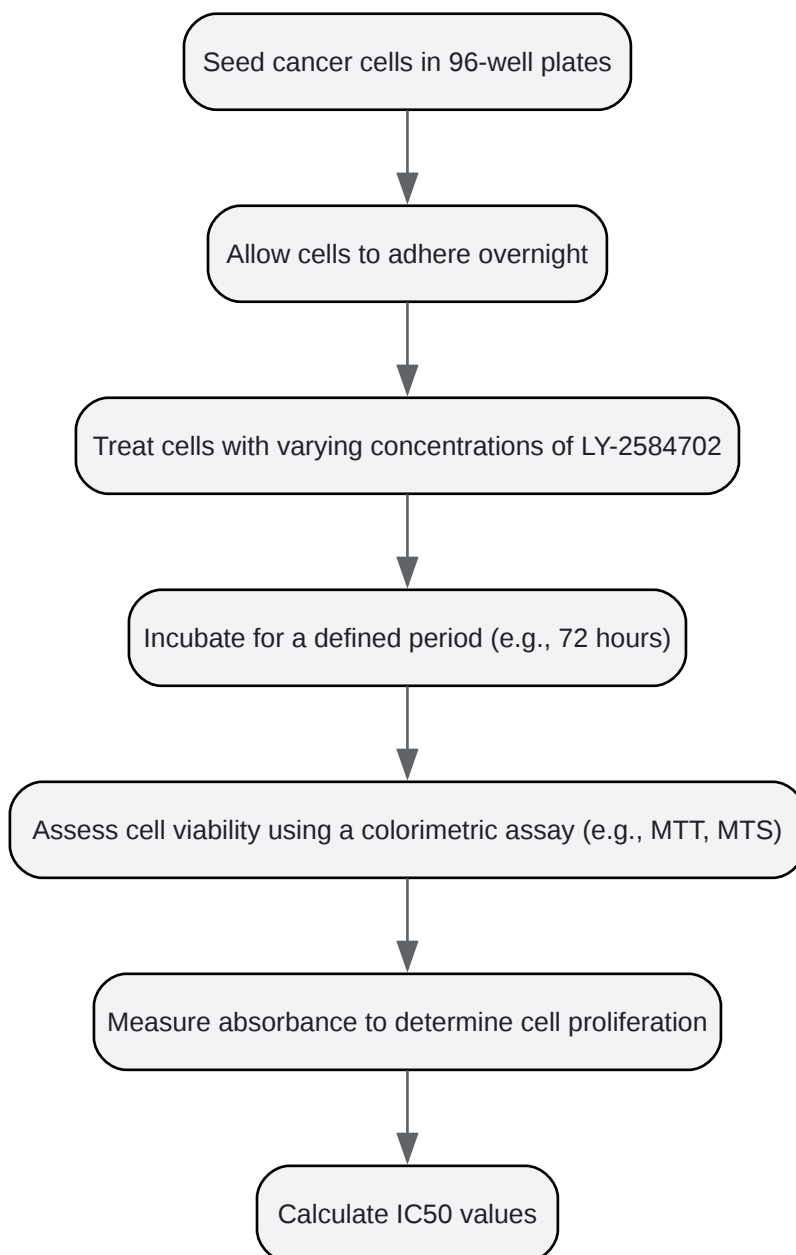 Seed cancer cells in 96-well plates
Allow cells to adhere overnight
Treat cells with varying concentrations of LY-2584702
Incubate for a defined period (e.g., 72 hours)
Assess cell viability using a colorimetric assay (e.g., MTT, MTS)
Measure absorbance to determine cell proliferation
Calculate IC50 values